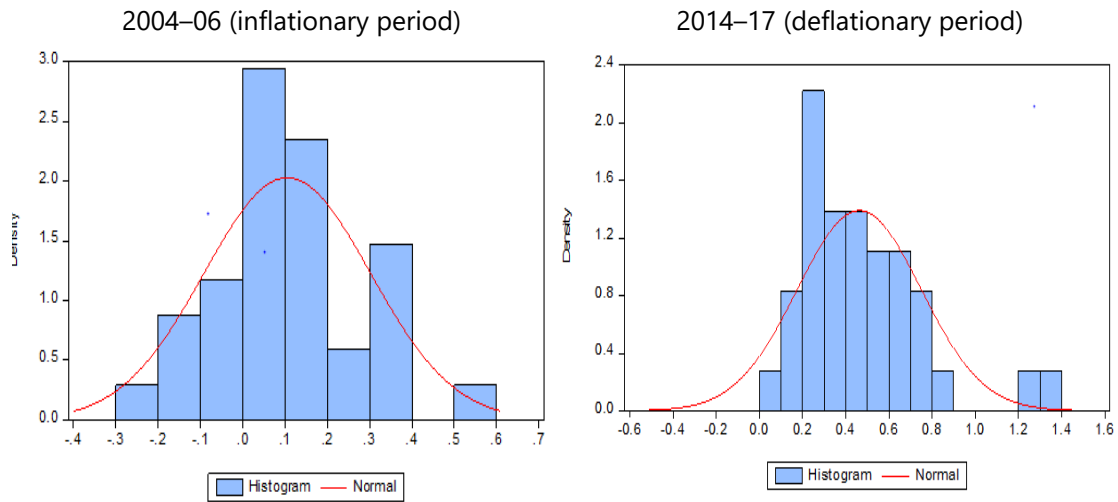 2004–06 (inflationary period)
3.0
2.5
2.0
1.5
1.0
0.5
0.0
Density
-.4 -.3 -.2 -.1 .0 .1 .2 .3 .4 .5 .6 .7
Histogram Normal
2014–17 (deflationary period)
2.4
2.0
1.6
1.2
0.8
0.4
0.0
Density
-0.6 -0.4 -0.2 0.0 0.2 0.4 0.6 0.8 1.0 1.2 1.4 1.6
Histogram Normal